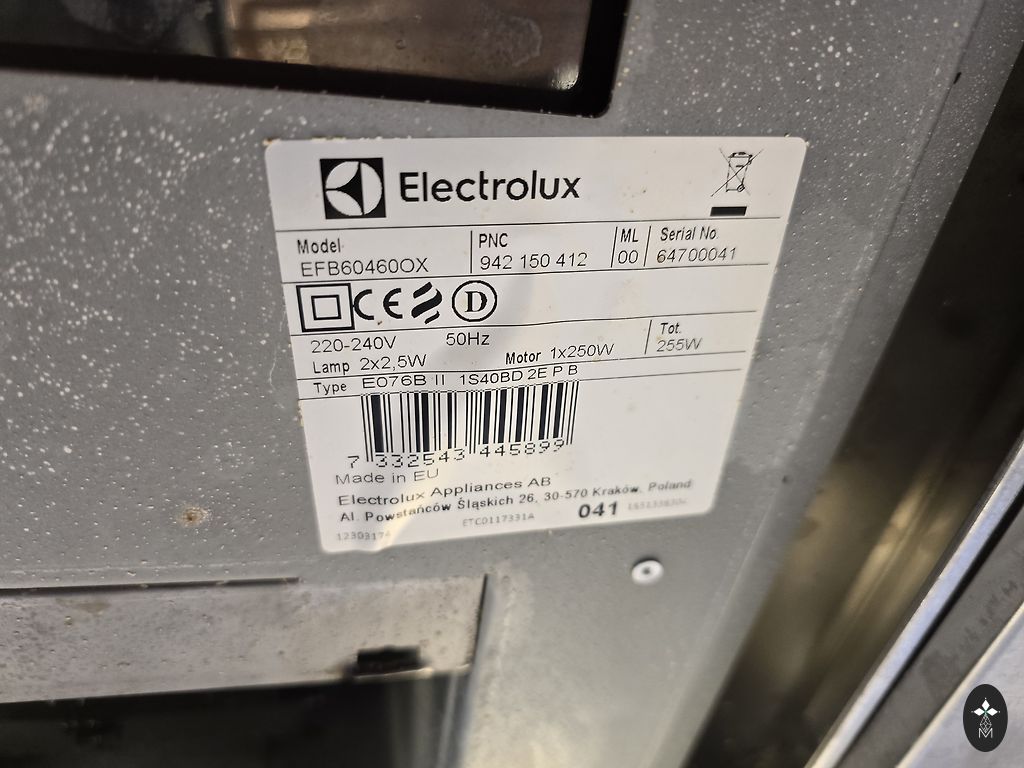 Electrolux
Model PNC ML Serial No.
EFB60460OX 942 150 412 00 64700041
D
220-240V 50Hz Tot.
Lamp 2x2,5W Motor 1x250W 255W
Type E076B II 1S40BD 2E P B
7 332543 445899
Made in EU
Electrolux Appliances AB
Al. Powstańców Śląskich 26, 30-570 Kraków, Poland
ETC0117331A 041
M